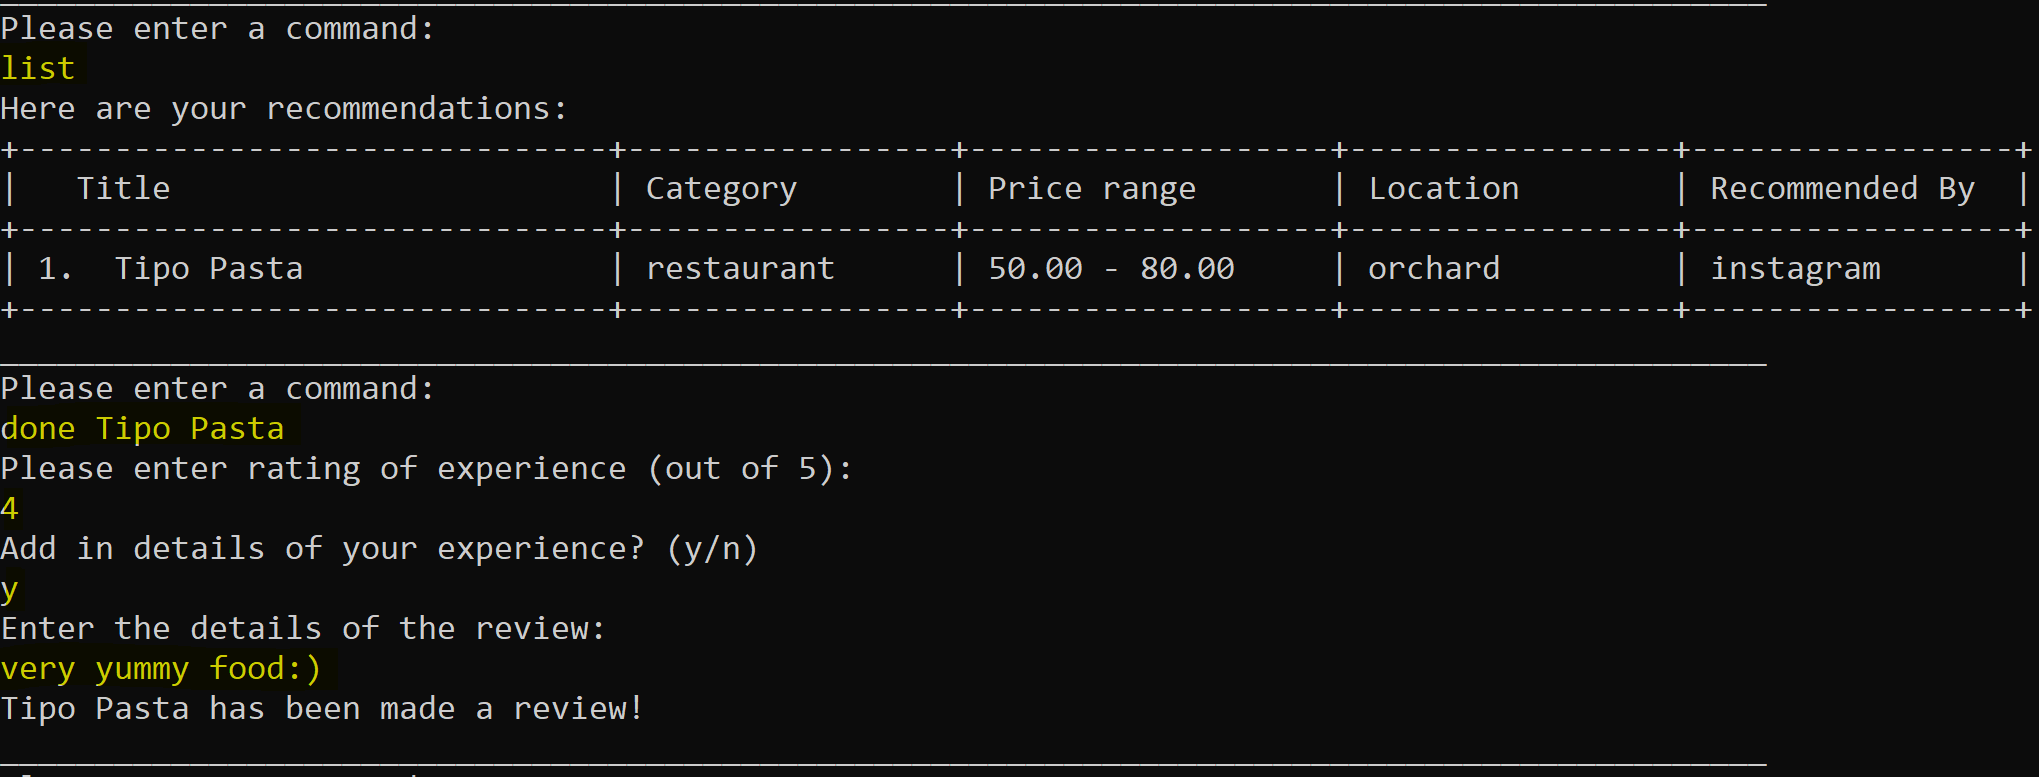 Please enter a command:
list
Here are your recommendations:
+-------------------------------+-----------------+-------------------+-----------------+-----------------+
|   Title                       | Category        | Price range       | Location        | Recommended By  |
+-------------------------------+-----------------+-------------------+-----------------+-----------------+
| 1.  Tipo Pasta                | restaurant      | 50.00 - 80.00     | orchard         | instagram       |
+-------------------------------+-----------------+-------------------+-----------------+-----------------+
Please enter a command:
done Tipo Pasta
Please enter rating of experience (out of 5):
4
Add in details of your experience? (y/n)
y
Enter the details of the review:
very yummy food:)
Tipo Pasta has been made a review!